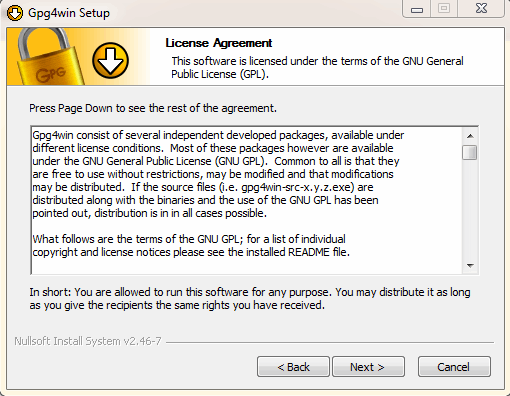 Gpg4win Setup
GPG
License Agreement
This software is licensed under the terms of the GNU General
Public License (GPL).
Press Page Down to see the rest of the agreement.
Gpg4win consist of several independent developed packages, available under
different license conditions.  Most of these packages however are available
under the GNU General Public License (GNU GPL).  Common to all is that they
are free to use without restrictions, may be modified and that modifications
may be distributed.  If the source files (i.e. gpg4win-src-x.y.z.exe) are
distributed along with the binaries and the use of the GNU GPL has been
pointed out, distribution is in in all cases possible.
What follows are the terms of the GNU GPL; for a list of individual
copyright and license notices please see the installed README file.
In short: You are allowed to run this software for any purpose. You may distribute it as long
as you give the recipients the same rights you have received.
Nullsoft Install System v2.46-7
< Back
Next >
Cancel